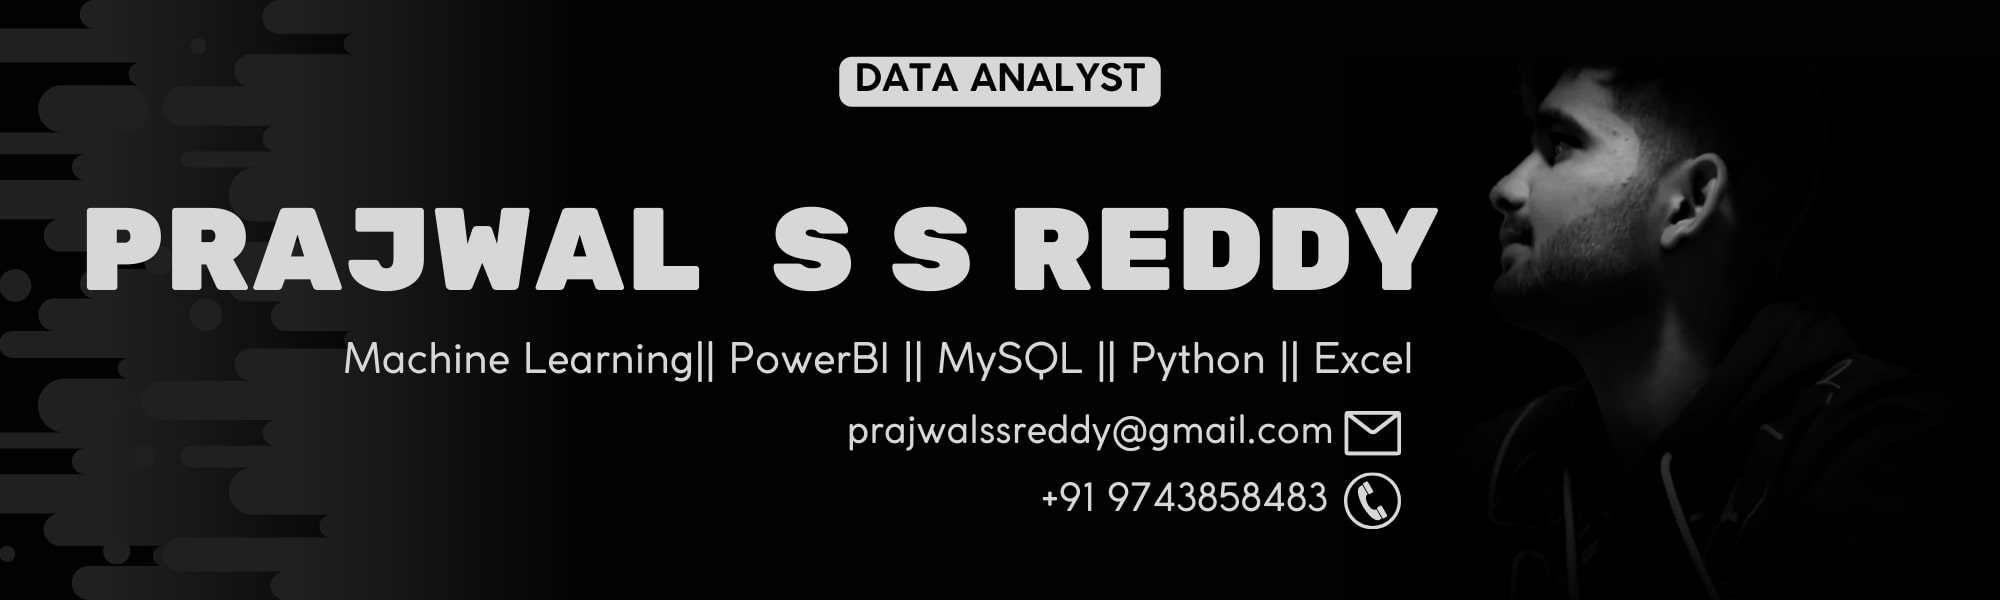 DATA ANALYST
PRAJWAL S S REDDY
Machine Learning|| PowerBI || MySQL || Python || Excel
prajwalssreddy@gmail.com
+91 9743858483